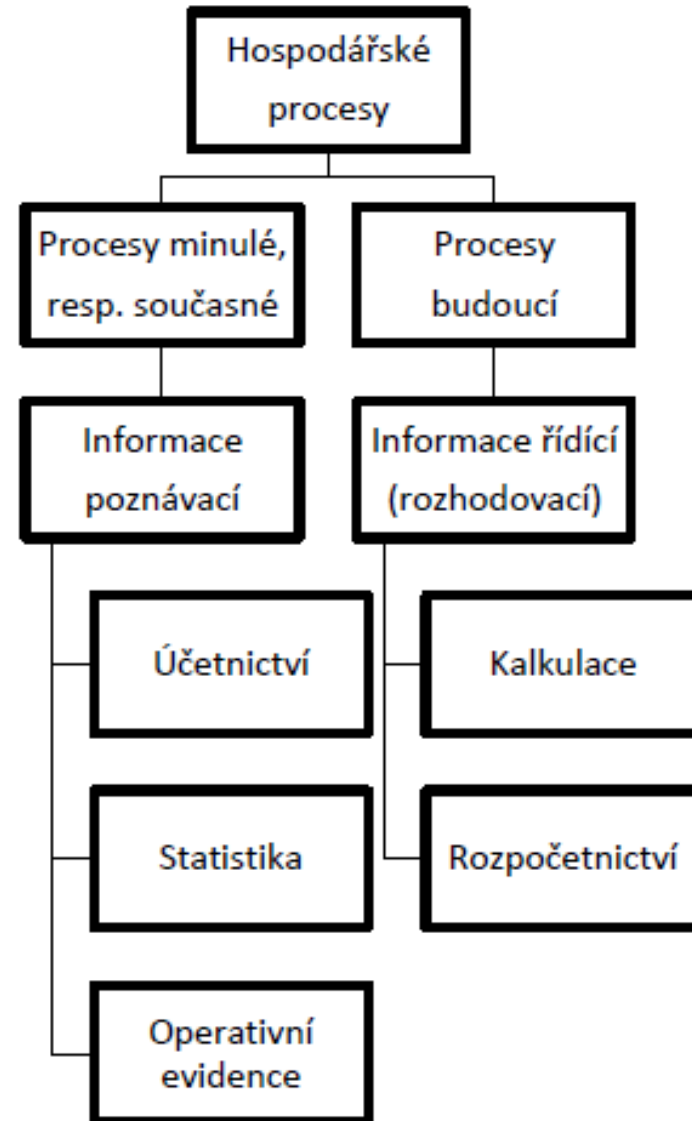 Hospodářské
procesy
Procesy minulé,
resp. současné
Procesy
budoucí
Informace
poznávací
Informace řídící
(rozhodovací)
Účetnictví
Kalkulace
Statistika
Rozpočetnictví
Operativní
evidence